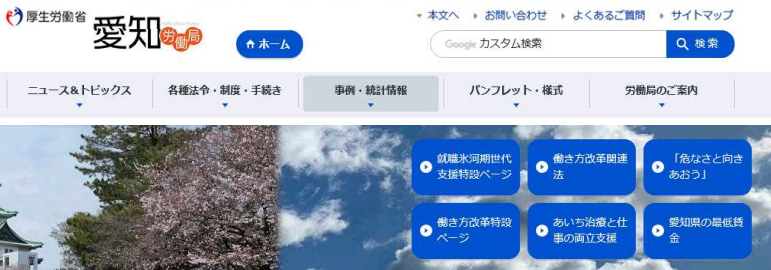 厚生労働省
愛知労働局
ホーム
本文へ お問い合わせ よくあるご質問 サイトマップ
Google カスタム検索 検索
ニュース&トピックス 各種法令・制度・手続き 事例・統計情報 パンフレット・様式 労働局のご案内
就職氷河期世代
支援特設ページ
働き方改革関連
法
「危なさと向き
あおう」
働き方改革特設
ページ
あいち治療と仕
事の両立支援
愛知県の最低賃
金